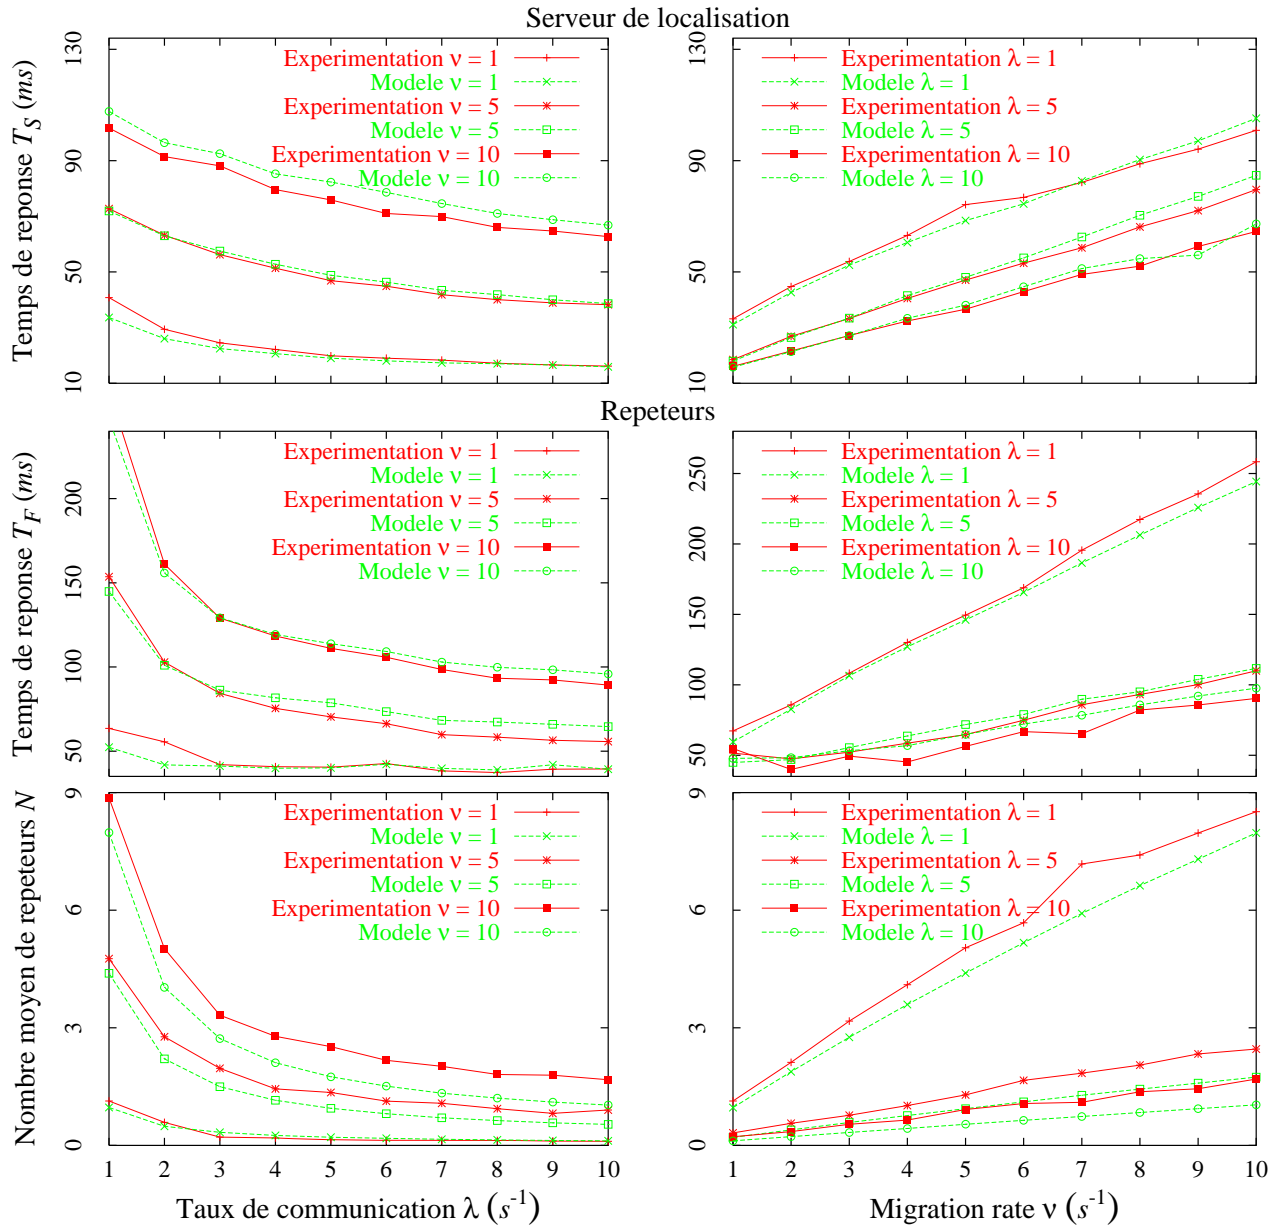 Serveur de localisation
Temps de reponse T_S (ms)
130
90
50
10
Experimentation ν = 1
Modele ν = 1
Experimentation ν = 5
Modele ν = 5
Experimentation ν = 10
Modele ν = 10
130
90
50
10
Experimentation λ = 1
Modele λ = 1
Experimentation λ = 5
Modele λ = 5
Experimentation λ = 10
Modele λ = 10
Repeteurs
Temps de reponse T_F (ms)
200
150
100
50
Experimentation ν = 1
Modele ν = 1
Experimentation ν = 5
Modele ν = 5
Experimentation ν = 10
Modele ν = 10
250
200
150
100
50
Experimentation λ = 1
Modele λ = 1
Experimentation λ = 5
Modele λ = 5
Experimentation λ = 10
Modele λ = 10
Nombre moyen de repeteurs N
9
6
3
0
Experimentation ν = 1
Modele ν = 1
Experimentation ν = 5
Modele ν = 5
Experimentation ν = 10
Modele ν = 10
1 2 3 4 5 6 7 8 9 10
Taux de communication λ (s⁻¹)
9
6
3
0
Experimentation λ = 1
Modele λ = 1
Experimentation λ = 5
Modele λ = 5
Experimentation λ = 10
Modele λ = 10
1 2 3 4 5 6 7 8 9 10
Migration rate ν (s⁻¹)